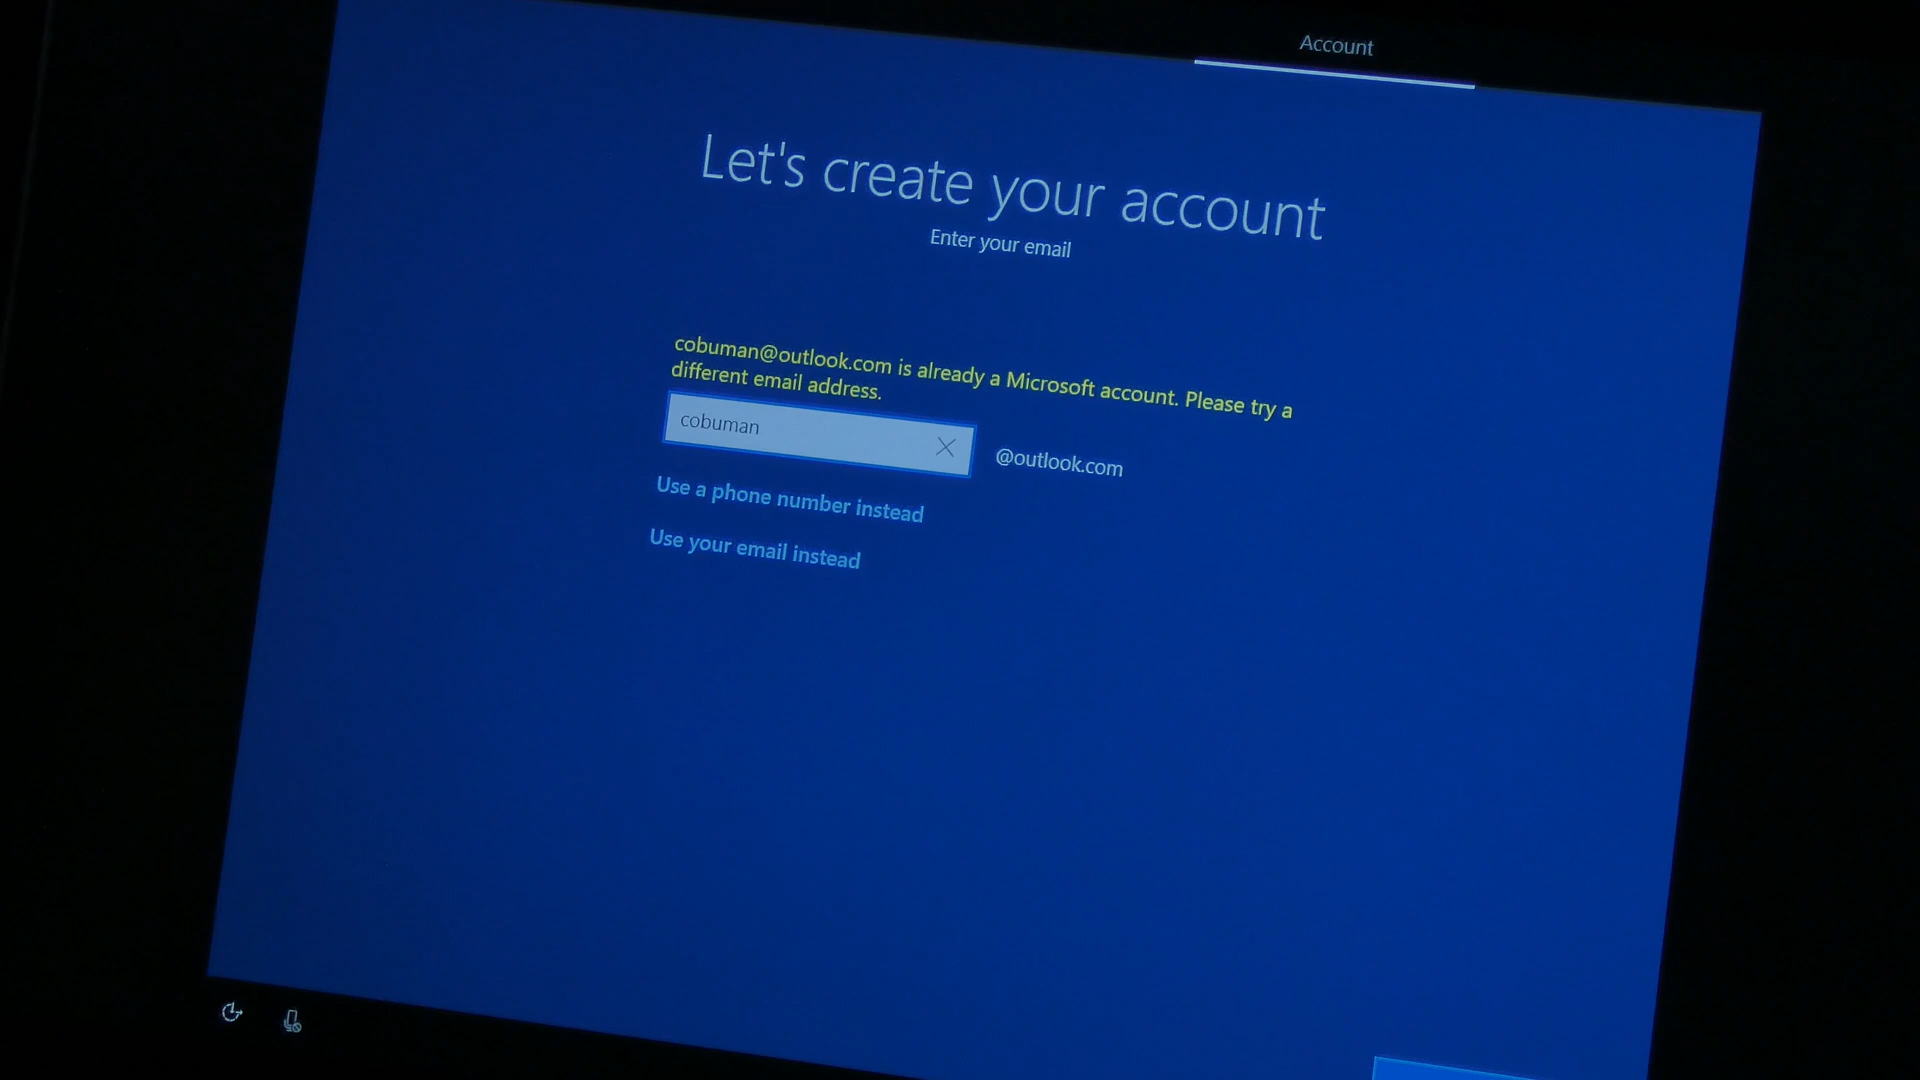 Account
Let's create your account
Enter your email
cobuman@outlook.com is already a Microsoft account. Please try a
different email address.
cobuman
@outlook.com
Use a phone number instead
Use your email instead